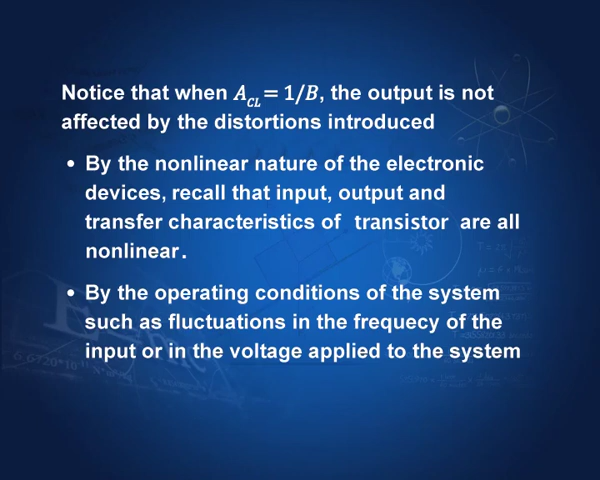 Notice that when A_CL = 1/B, the output is not
affected by the distortions introduced
• By the nonlinear nature of the electronic
devices, recall that input, output and
transfer characteristics of transistor are all
nonlinear.
• By the operating conditions of the system
such as fluctuations in the frequecy of the
input or in the voltage applied to the system